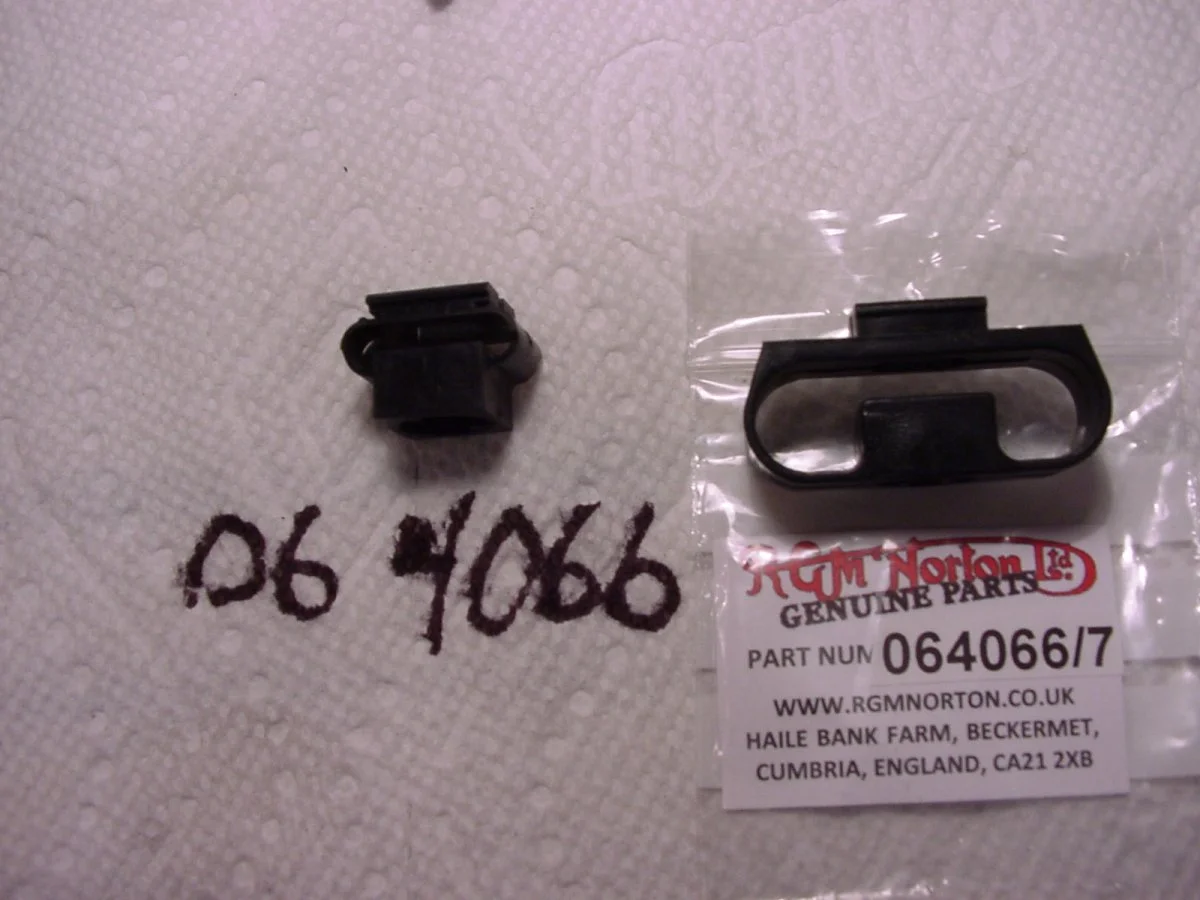 06 4066
RGM Norton Ltd:
GENUINE PARTS
PART NUM 064066/7
WWW.RGMNORTON.CO.UK
HAILE BANK FARM, BECKERMET,
CUMBRIA, ENGLAND, CA21 2XB